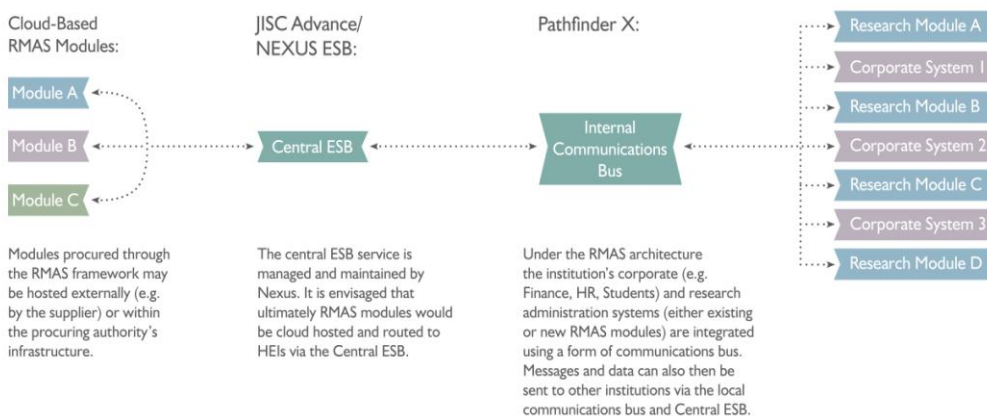 Cloud-Based
RMAS Modules:
Module A
Module B
Module C
Modules procured through
the RMAS framework may
be hosted externally (e.g.
by the supplier) or within
the procuring authority's
infrastructure.
JISC Advance/
NEXUS ESB:
Central ESB
The central ESB service is
managed and maintained by
Nexus. It is envisaged that
ultimately RMAS modules would
be cloud hosted and routed to
HEIs via the Central ESB.
Pathfinder X:
Internal
Communications
Bus
Under the RMAS architecture
the institution's corporate (e.g.
Finance, HR, Students) and research
administration systems (either existing
or new RMAS modules) are integrated
using a form of communications bus.
Messages and data can also then be
sent to other institutions via the local
communications bus and Central ESB.
Research Module A
Corporate System 1
Research Module B
Corporate System 2
Research Module C
Corporate System 3
Research Module D